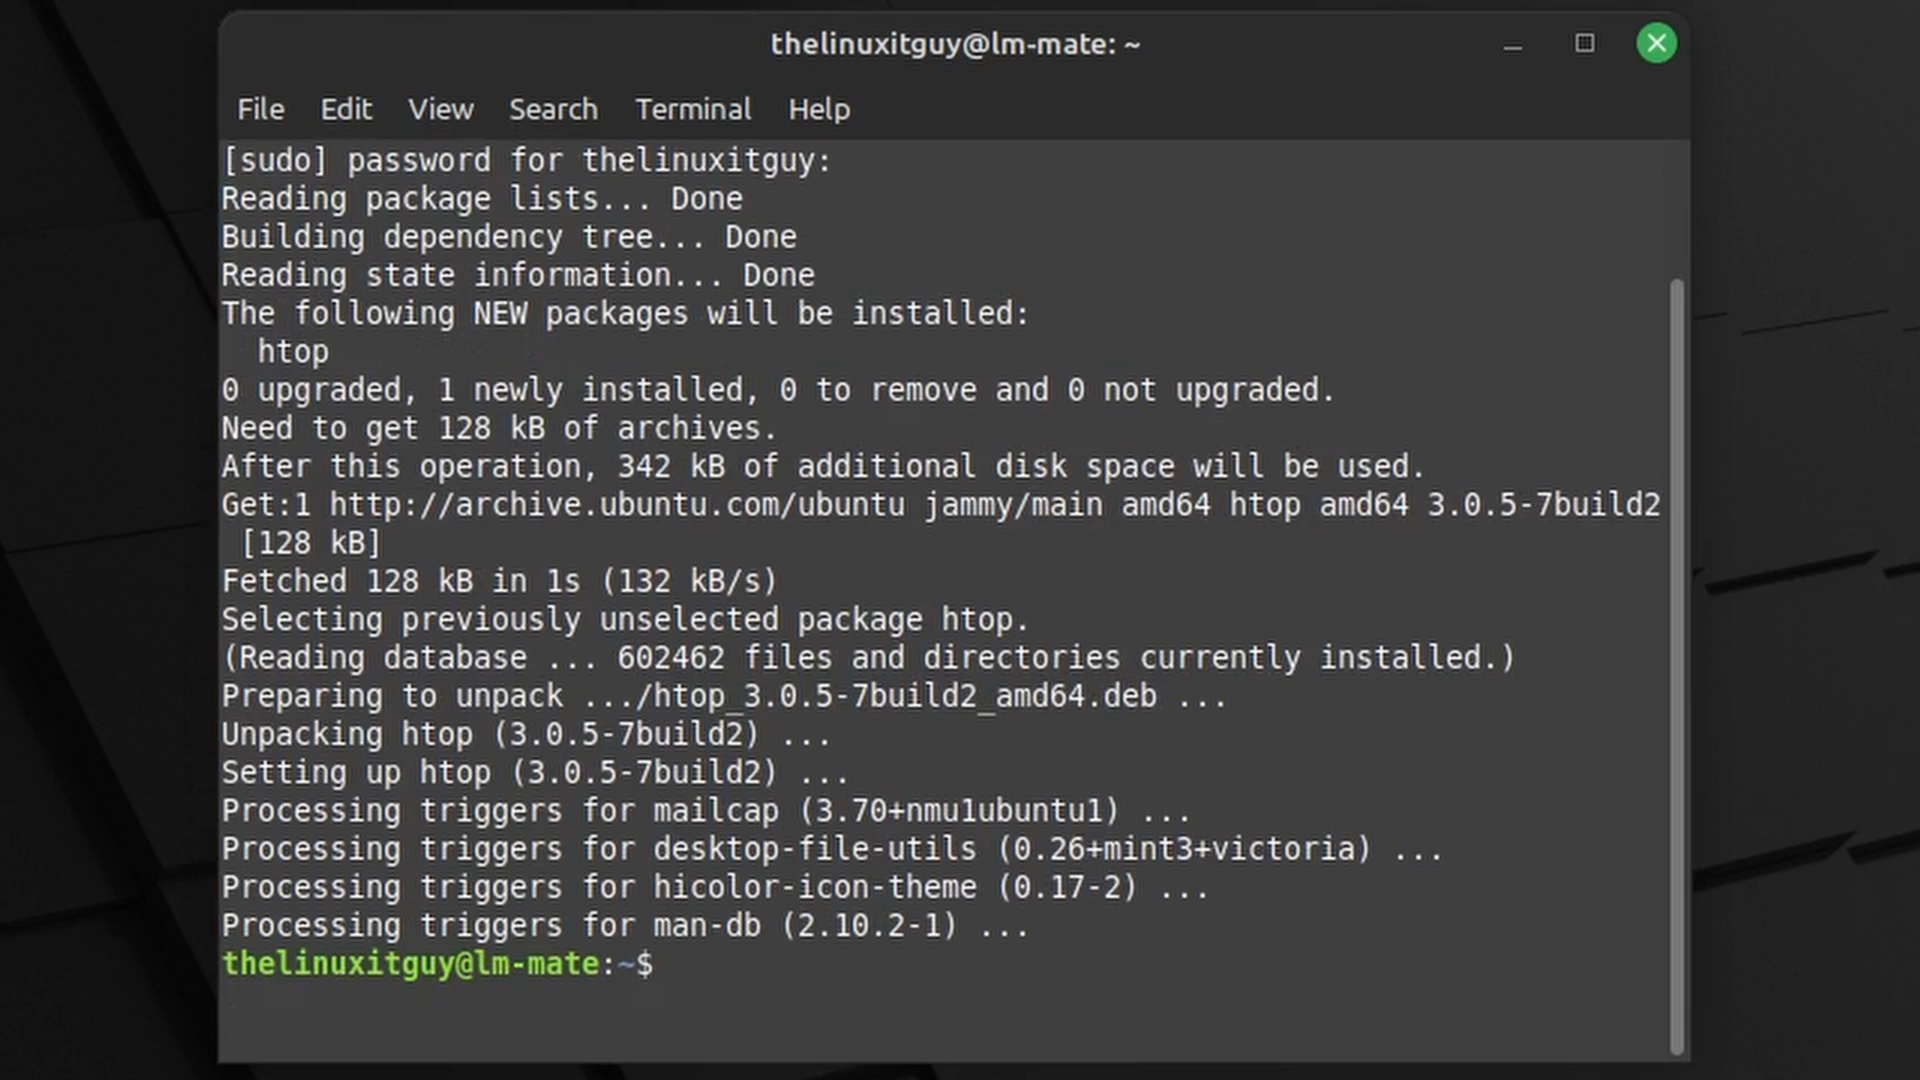 thelinuxitguy@lm-mate: ~
File Edit View Search Terminal Help
[sudo] password for thelinuxitguy:
Reading package lists... Done
Building dependency tree... Done
Reading state information... Done
The following NEW packages will be installed:
  htop
0 upgraded, 1 newly installed, 0 to remove and 0 not upgraded.
Need to get 128 kB of archives.
After this operation, 342 kB of additional disk space will be used.
Get:1 http://archive.ubuntu.com/ubuntu jammy/main amd64 htop amd64 3.0.5-7build2
 [128 kB]
Fetched 128 kB in 1s (132 kB/s)
Selecting previously unselected package htop.
(Reading database ... 602462 files and directories currently installed.)
Preparing to unpack .../htop_3.0.5-7build2_amd64.deb ...
Unpacking htop (3.0.5-7build2) ...
Setting up htop (3.0.5-7build2) ...
Processing triggers for mailcap (3.70+nmu1ubuntu1) ...
Processing triggers for desktop-file-utils (0.26+mint3+victoria) ...
Processing triggers for hicolor-icon-theme (0.17-2) ...
Processing triggers for man-db (2.10.2-1) ...
thelinuxitguy@lm-mate:~$